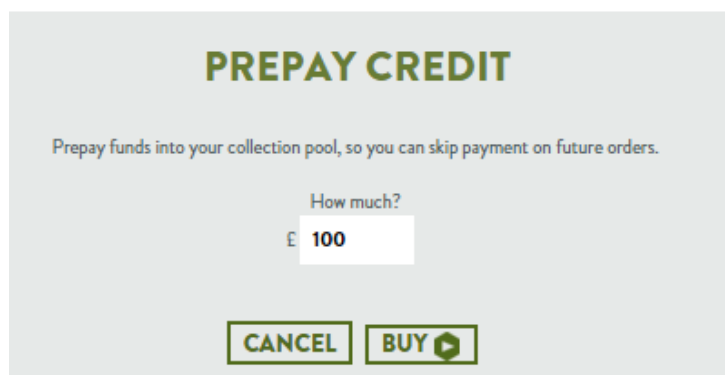 PREPAY CREDIT
Prepay funds into your collection pool, so you can skip payment on future orders.
How much?
£ 100
CANCEL BUY